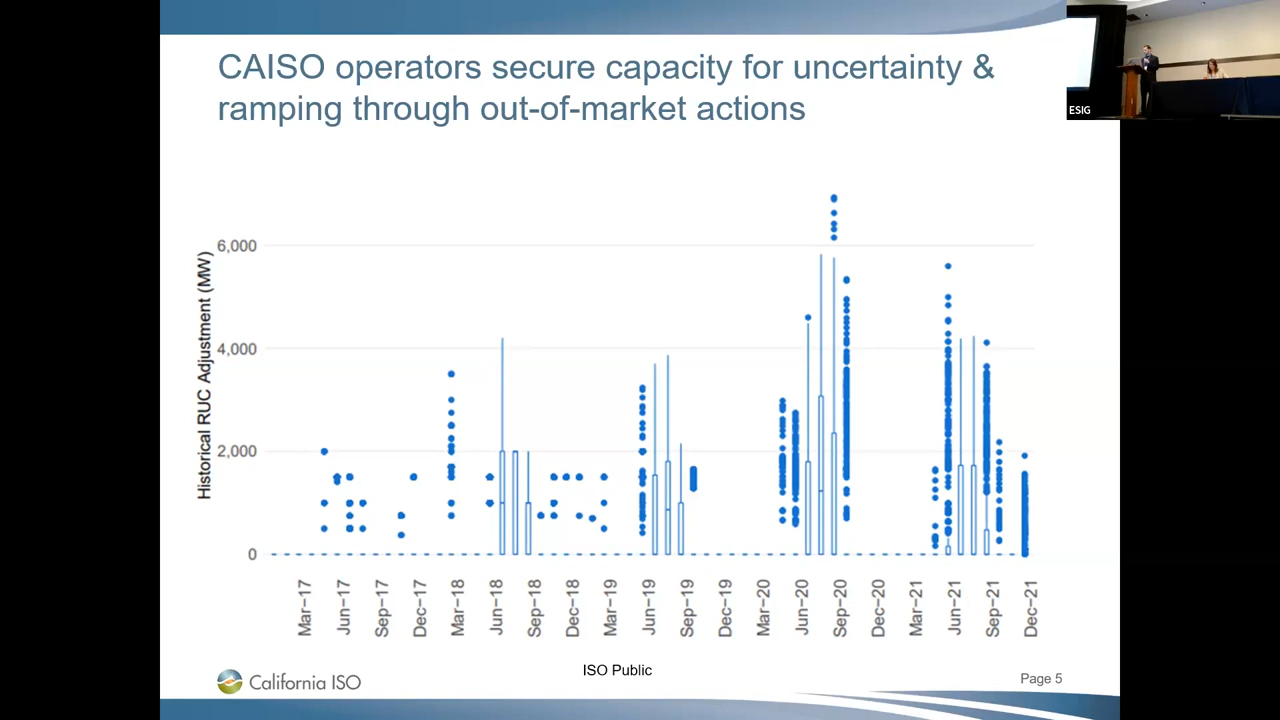 CAISO operators secure capacity for uncertainty &
ramping through out-of-market actions
ESIG
Historical RUC Adjustment (MW)
6,000
4,000
2,000
0
Mar-17
Jun-17
Sep-17
Dec-17
Mar-18
Jun-18
Sep-18
Dec-18
Mar-19
Jun-19
Sep-19
Dec-19
Mar-20
Jun-20
Sep-20
Dec-20
Mar-21
Jun-21
Sep-21
Dec-21
California ISO
ISO Public
Page 5